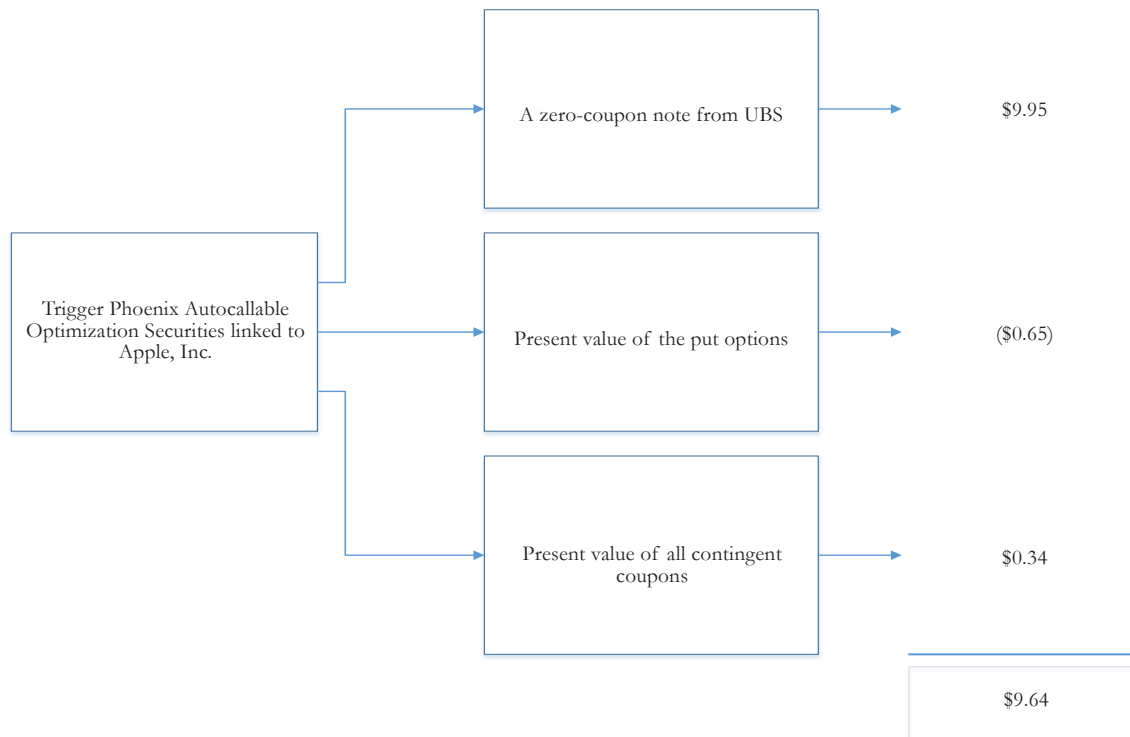 A zero-coupon note from UBS
$9.95
Trigger Phoenix Autocallable
Optimization Securities linked to
Apple, Inc.
Present value of the put options
($0.65)
Present value of all contingent
coupons
$0.34
$9.64